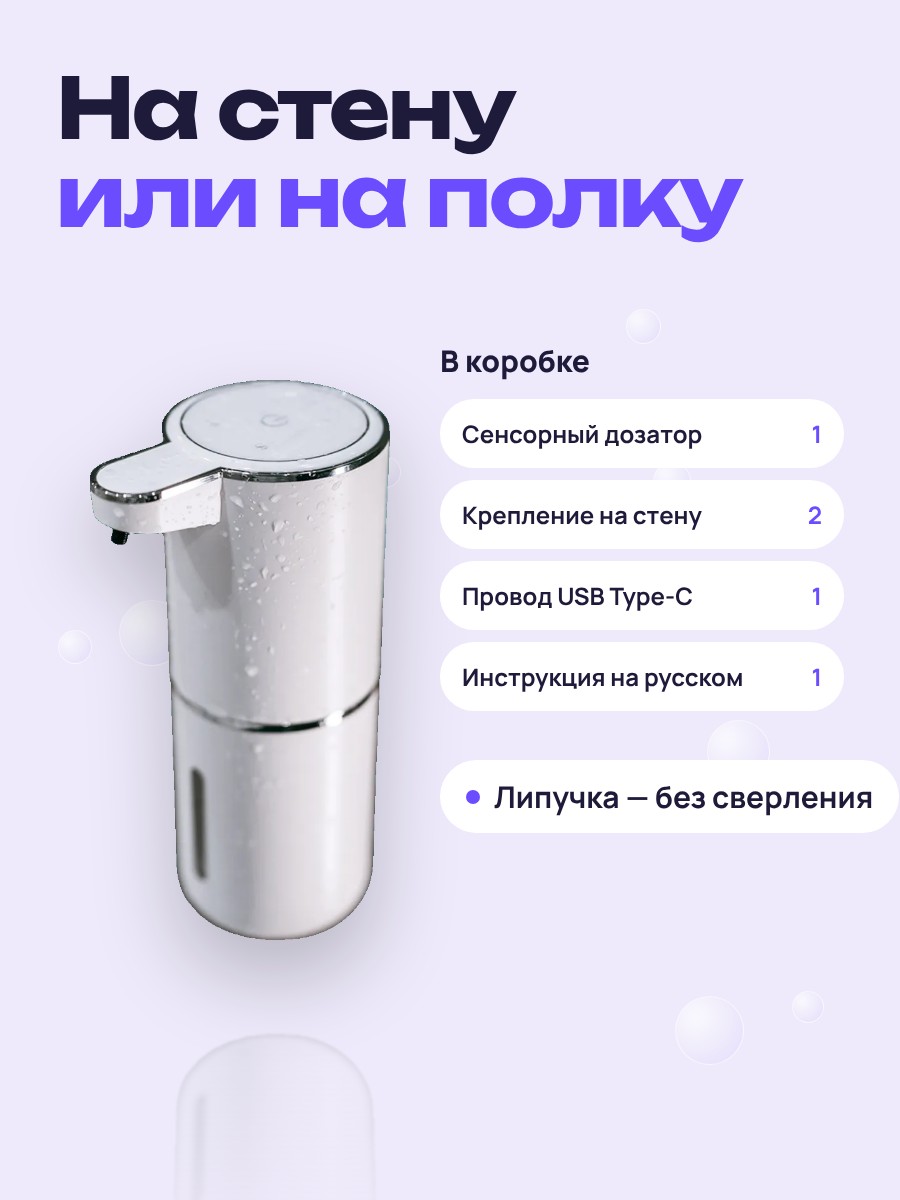 На стену
или на полку
В коробке
Сенсорный дозатор 1
Крепление на стену 2
Провод USB Type-C 1
Инструкция на русском 1
Липучка — без сверления